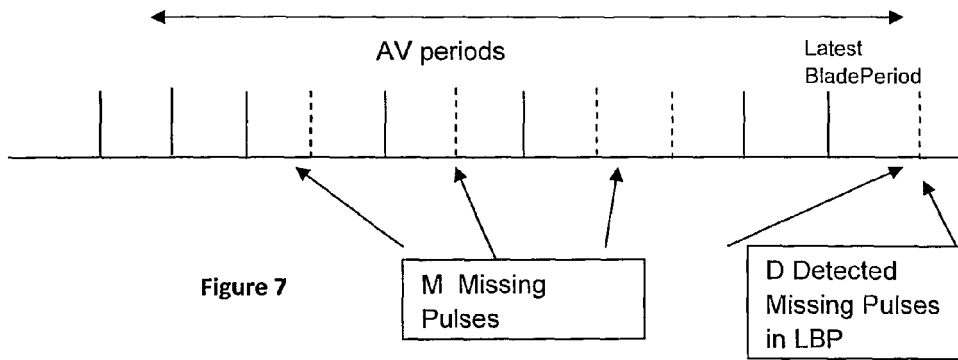 AV periods
Latest
BladePeriod
Figure 7
M Missing
Pulses
D Detected
Missing Pulses
in LBP